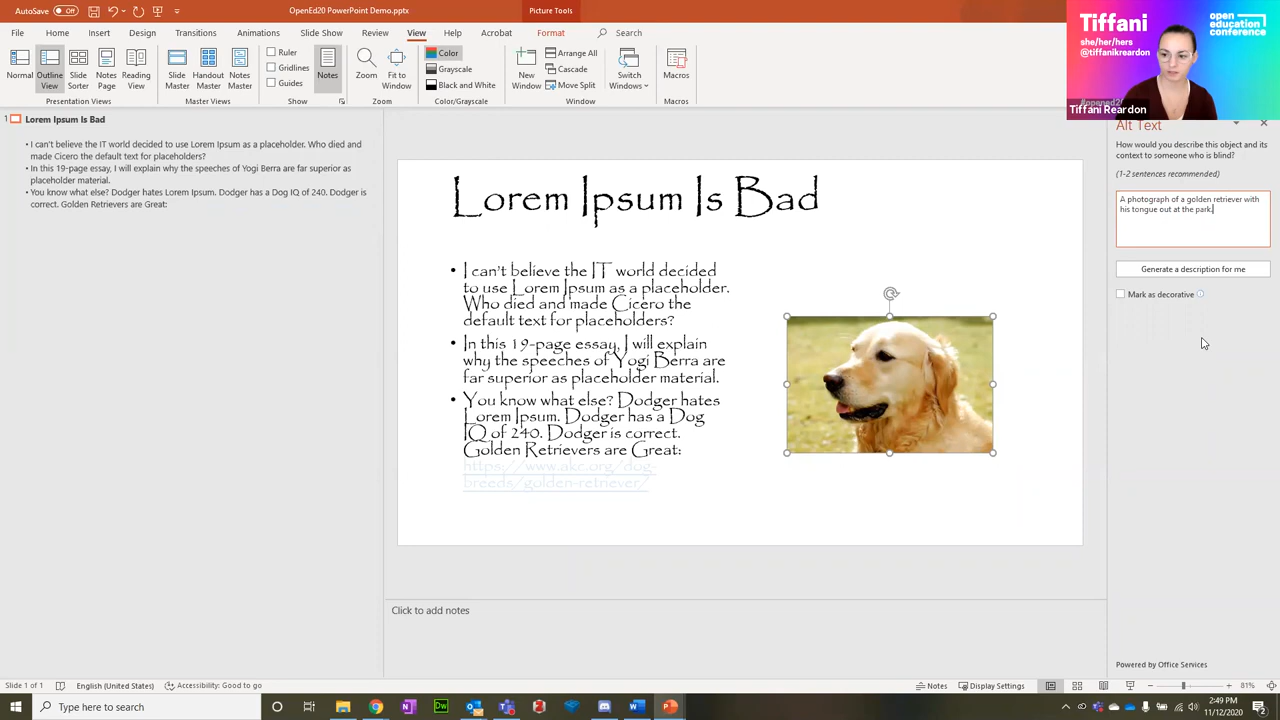 AutoSave Off
OpenEd20 PowerPoint Demo.pptx
Picture Tools
File Home Insert Design Transitions Animations Slide Show Review View Help Acrobat Format Search
Normal Outline View Slide Sorter Notes Page Reading View
Presentation Views
Slide Master Handout Master Notes Master
Master Views
Ruler
Gridlines
Guides
Show
Notes
Zoom Fit to Window
Zoom
Color
Grayscale
Black and White
Color/Grayscale
New Window
Arrange All
Cascade
Move Split
Switch Windows
Window
Macros
Macros
Tiffani
she/her/hers
@tiffanikreardon
open
education
conference
Tiffani Reardon
1 Lorem Ipsum Is Bad
• I can't believe the IT world decided to use Lorem Ipsum as a placeholder. Who died and
made Cicero the default text for placeholders?
• In this 19-page essay, I will explain why the speeches of Yogi Berra are far superior as
placeholder material.
• You know what else? Dodger hates Lorem Ipsum. Dodger has a Dog IQ of 240. Dodger is
correct. Golden Retrievers are Great:
Lorem Ipsum Is Bad
• I can't believe the IT world decided
to use Lorem Ipsum as a placeholder.
Who died and made Cicero the
default text for placeholders?
• In this 19-page essay, I will explain
why the speeches of Yogi Berra are
far superior as placeholder material.
• You know what else? Dodger hates
Lorem Ipsum. Dodger has a Dog
IQ of 240. Dodger is correct.
Golden Retrievers are Great:
https://www.akc.org/dog-
breeds/golden-retriever/
Alt Text
How would you describe this object and its
context to someone who is blind?
(1-2 sentences recommended)
A photograph of a golden retriever with
his tongue out at the park.
Generate a description for me
Mark as decorative
Powered by Office Services
Click to add notes
Slide 1 of 1 English (United States) Accessibility: Good to go Notes Display Settings 81%
Type here to search
2:49 PM
11/12/2020